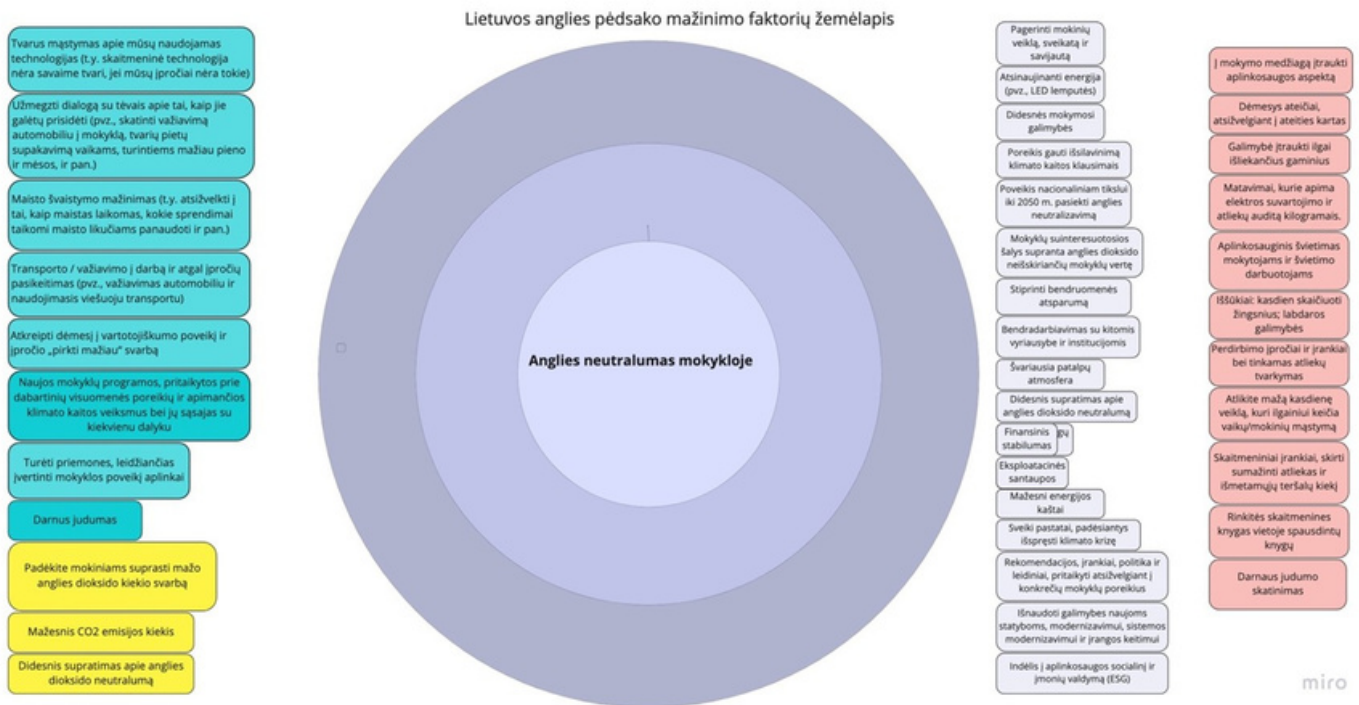 Lietuvos anglies pėdsako mažinimo faktorių žemėlapis
Tvarus mąstymas apie mūsų naudojamas
technologijas (t.y. skaitmeninė technologija
nėra savaime tvari, jei mūsų įpročiai nėra tokie)
Užmegzti dialogą su tėvais apie tai, kaip jie
galėtų prisidėti (pvz., skatinti važiavimą
automobiliu į mokyklą, tvarių pietų
supakavimą vaikams, turintiems mažiau pieno
ir mėsos, ir pan.)
Maisto švaistymo mažinimas (t.y. atsižvelkti į
tai, kaip maistas laikomas, kokie sprendimai
taikomi maisto likučiams panaudoti ir pan.)
Transporto / važiavimo į darbą ir atgal įpročių
pasikeitimas (pvz., važiavimas automobiliu ir
naudojimasis viešuoju transportu)
Atkreipti dėmesį į vartotojiškumo poveikį ir
įpročio „pirkti mažiau“ svarbą
Naujos mokyklų programos, pritaikytos prie
dabartinių visuomenės poreikių ir apimančios
klimato kaitos veiksmus bei jų sąsajas su
kiekvienu dalyku
Turėti priemones, leidžiančias
įvertinti mokyklos poveikį aplinkai
Darnus judumas
Padėkite mokiniams suprasti mažo
anglies dioksido kiekio svarbą
Mažesnis CO2 emisijos kiekis
Didesnis supratimas apie anglies
dioksido neutralumą
Anglies neutralumas mokykloje
Pagerinti mokinių
veiklą, sveikatą ir
savijautą
Atsinaujinanti energija
(pvz., LED lemputės)
Didesnės mokymosi
galimybės
Poreikis gauti išsilavinimą
klimato kaitos klausimais
Poveikis nacionaliniam tikslui
iki 2050 m. pasiekti anglies
neutralizavimą
Mokyklų suinteresuotosios
šalys supranta anglies dioksido
neišskiriančių mokyklų vertę
Stiprinti bendruomenės
atsparumą
Bendradarbiavimas su kitomis
vyriausybe ir institucijomis
Švariausia patalpų
atmosfera
Didesnis supratimas apie
anglies dioksido neutralumą
Finansinis
stabilumas
Eksploatacinės
santaupos
Mažesni energijos
kaštai
Sveiki pastatai, padėsiantys
išspręsti klimato krizę
Rekomendacijos, įrankiai, politika ir
leidiniai, pritaikyti atsižvelgiant į
konkrečių mokyklų poreikius
Išnaudoti galimybes naujoms
statyboms, modernizavimui, sistemos
modernizavimui ir įrangos keitimui
Indėlis į aplinkosaugos socialinį ir
įmonių valdymą (ESG)
Į mokymo medžiagą įtraukti
aplinkosaugos aspektą
Dėmesys ateičiai,
atsižvelgiant į ateities kartas
Galimybė įtraukti ilgai
išliekančius gaminius
Matavimai, kurie apima
elektros suvartojimo ir
atliekų auditą kilogramais.
Aplinkosauginis švietimas
mokytojams ir švietimo
darbuotojams
Iššūkiai: kasdien skaičiuoti
žingsnius; labdaros
galimybės
Perdirbimo įpročiai ir įrankiai
bei tinkamas atliekų
tvarkymas
Atlikite mažą kasdienę
veiklą, kuri ilgainiui keičia
vaikų/mokinių mąstymą
Skaitmeniniai įrankiai, skirti
sumažinti atliekas ir
išmetamųjų teršalų kiekį
Rinkitės skaitmenines
knygas vietoje spausdintų
knygų
Darnaus judumo
skatinimas
miro